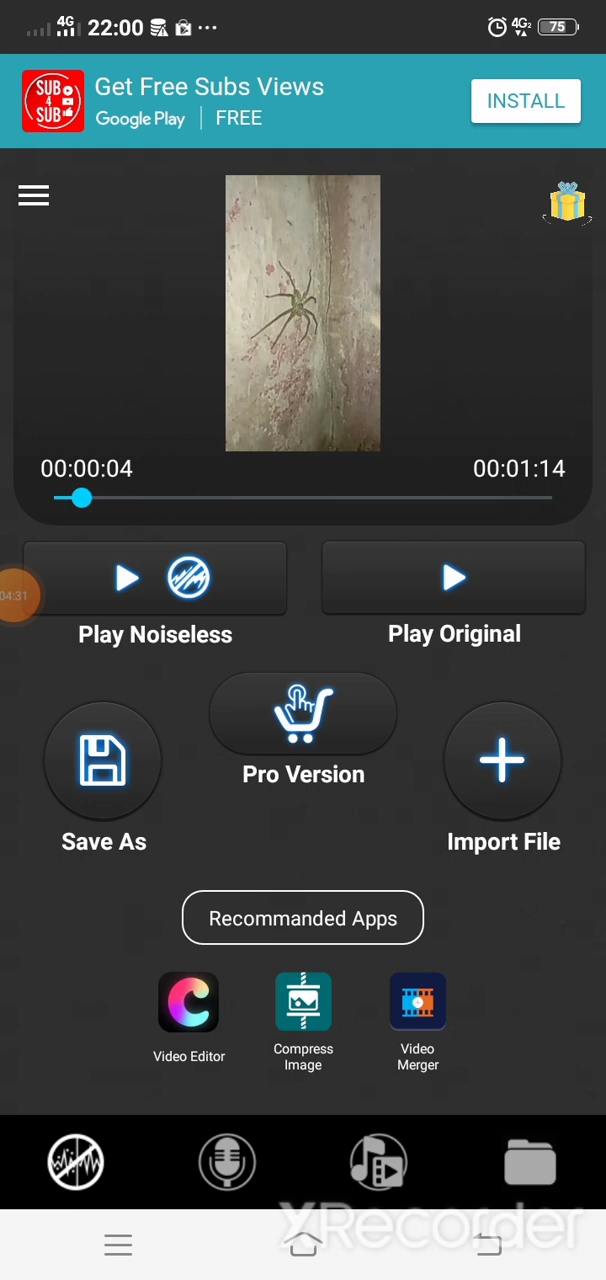 4G 22:00 4G2 75
SUB 4 SUB
Get Free Subs Views
Google Play FREE
INSTALL
00:00:04 00:01:14
04:31
Play Noiseless Play Original
Pro Version
Save As Import File
Recommanded Apps
Video Editor Compress Image Video Merger
XRecorder